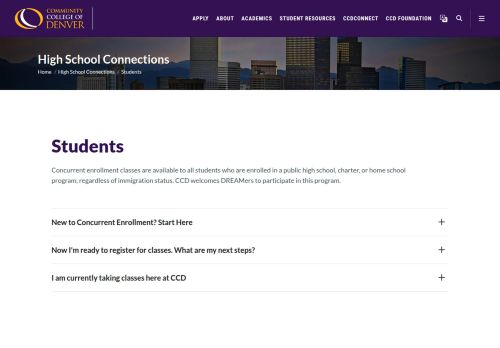 COMMUNITY
COLLEGE OF
DENVER
APPLY ABOUT ACADEMICS STUDENT RESOURCES CCDCONNECT CCD FOUNDATION
High School Connections
Home / High School Connections / Students
Students
Concurrent enrollment classes are available to all students who are enrolled in a public high school, charter, or home school
program, regardless of immigration status. CCD welcomes DREAMers to participate in this program.
New to Concurrent Enrollment? Start Here
Now I'm ready to register for classes. What are my next steps?
I am currently taking classes here at CCD